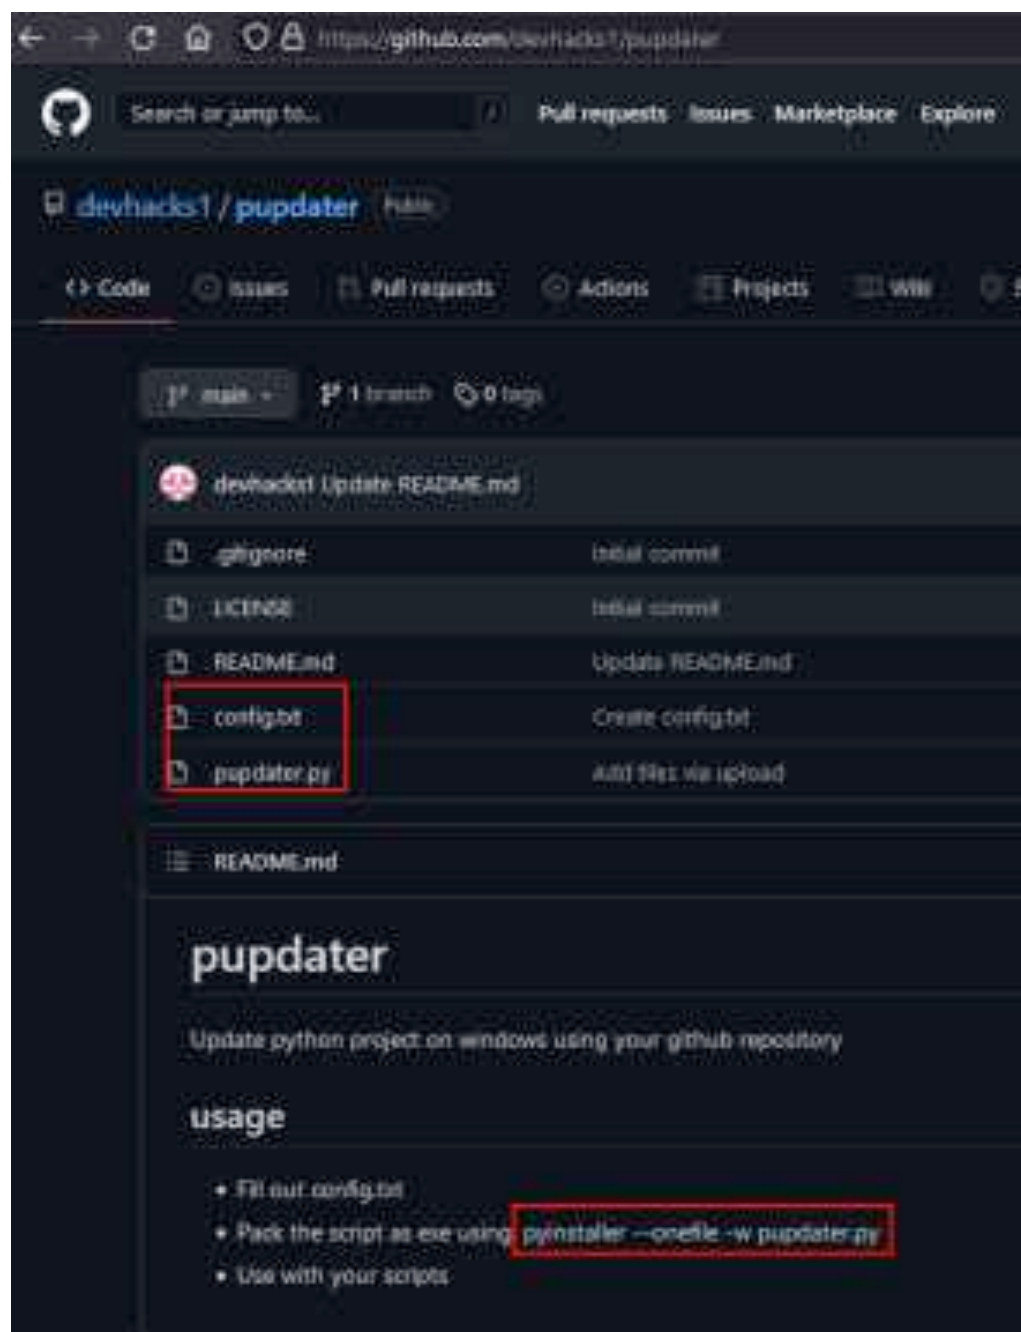 https://github.com/devhacks1/pupdater
Search or jump to... /
Pull requests Issues Marketplace Explore
devhacks1 / pupdater Public
<> Code Issues Pull requests Actions Projects Wiki
main 1 branch 0 tags
devhacks1 Update README.md
.gitignore Initial commit
LICENSE Initial commit
README.md Update README.md
config.txt Create config.txt
pupdater.py Add files via upload
README.md
pupdater
Update python project on windows using your github repository
usage
• Fill out config.txt
• Pack the script as exe using pyinstaller --onefile -w pupdater.py
• Use with your scripts